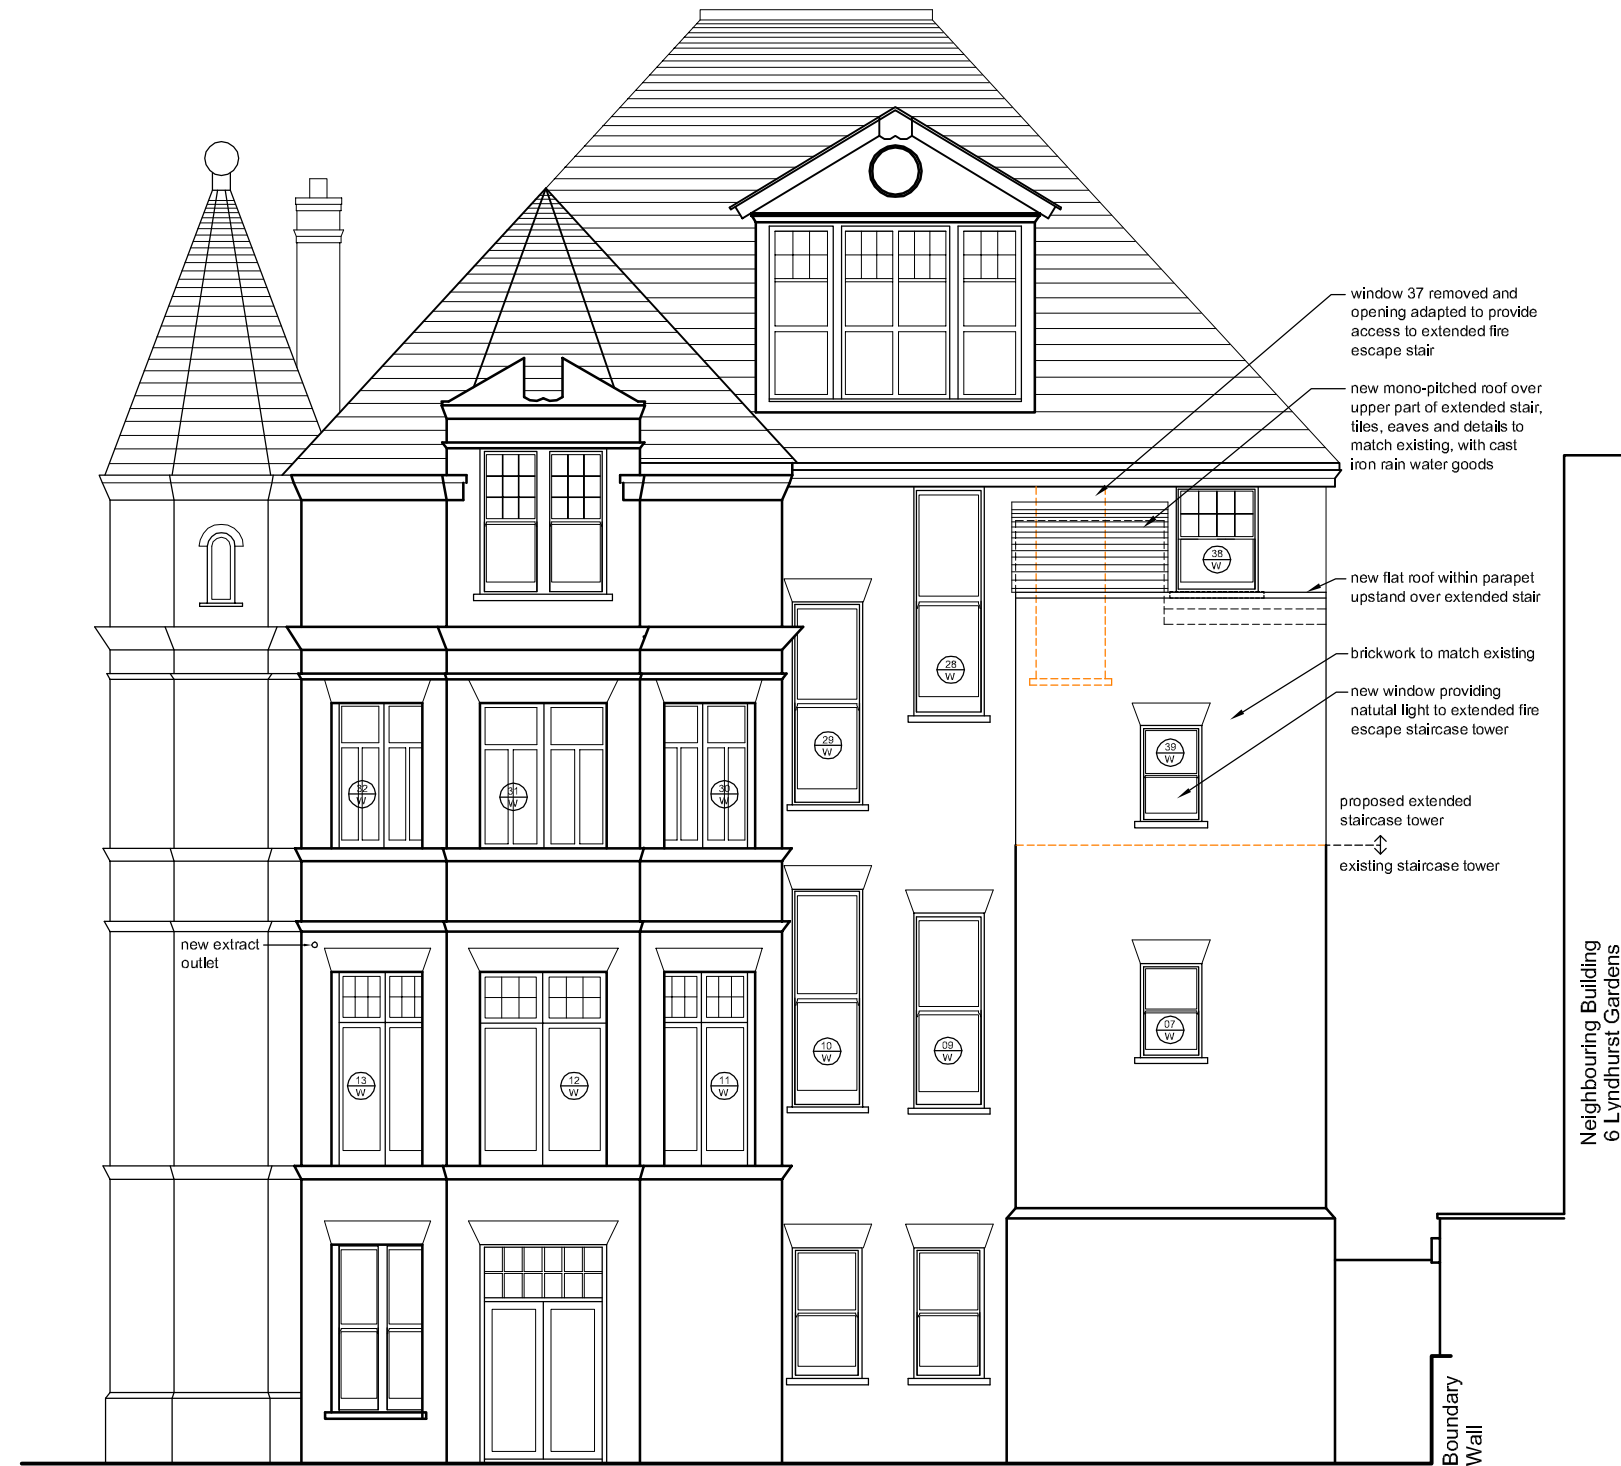 window 37 removed and
opening adapted to provide
access to extended fire
escape stair
new mono-pitched roof over
upper part of extended stair,
tiles, eaves and details to
match existing, with cast
iron rain water goods
38
W
new flat roof within parapet
upstand over extended stair
brickwork to match existing
28
W
new window providing
natutal light to extended fire
escape staircase tower
29
W
39
W
32
W
31
W
30
W
proposed extended
staircase tower
existing staircase tower
new extract
outlet
10
W
09
W
07
W
13
W
12
W
11
W
Neighbouring Building
6 Lyndhurst Gardens
Boundary
Wall